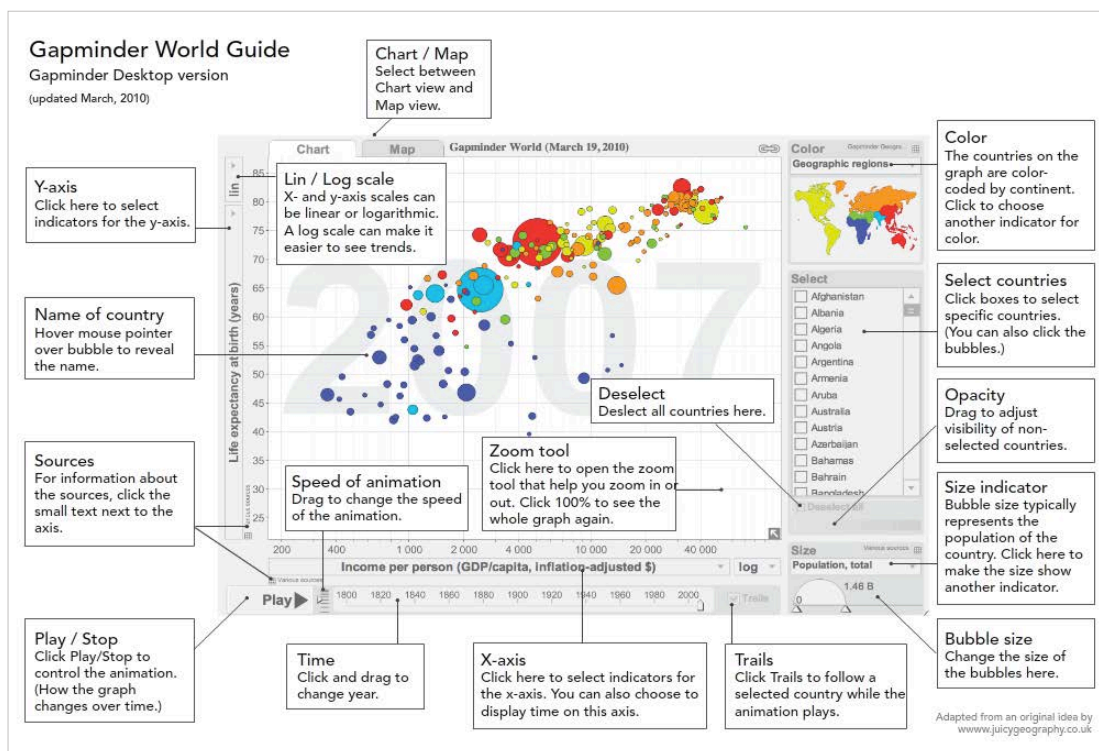 Gapminder World Guide
Gapminder Desktop version
(updated March, 2010)
Chart / Map
Select between
Chart view and
Map view.
Y-axis
Click here to select
indicators for the y-axis.
Name of country
Hover mouse pointer
over bubble to reveal
the name.
Sources
For information about
the sources, click the
small text next to the
axis.
Play / Stop
Click Play/Stop to
control the animation.
(How the graph
changes over time.)
Chart
Map
Gapminder World (March 19, 2010)
Lin / Log scale
X- and y-axis scales can
be linear or logarithmic.
A log scale can make it
easier to see trends.
lin
Life expectancy at birth (years)
85
80
75
70
65
60
55
50
45
40
35
30
25
2007
Deselect
Deslect all countries here.
Zoom tool
Click here to open the zoom
tool that help you zoom in or
out. Click 100% to see the
whole graph again.
Speed of animation
Drag to change the speed
of the animation.
200 400 1 000 2 000 4 000 10 000 20 000 40 000
Income per person (GDP/capita, inflation-adjusted $)
log
Various sources
Play
1800 1820 1840 1860 1880 1900 1920 1940 1960 1980 2000
Trails
Time
Click and drag to
change year.
X-axis
Click here to select indicators for
the x-axis. You can also choose to
display time on this axis.
Trails
Click Trails to follow a
selected country while the
animation plays.
Color
Geographic regions
Select
Afghanistan
Albania
Algeria
Angola
Argentina
Armenia
Aruba
Australia
Austria
Azerbaijan
Bahamas
Bahrain
Bangladesh
Deselect all
Size
Various sources
Population, total
1.46 B
0
Color
The countries on the
graph are color-
coded by continent.
Click to choose
another indicator for
color.
Select countries
Click boxes to select
specific countries.
(You can also click the
bubbles.)
Opacity
Drag to adjust
visibility of non-
selected countries.
Size indicator
Bubble size typically
represents the
population of the
country. Click here to
make the size show
another indicator.
Bubble size
Change the size of
the bubbles here.
Adapted from an original idea by
wwww.juicygeography.co.uk